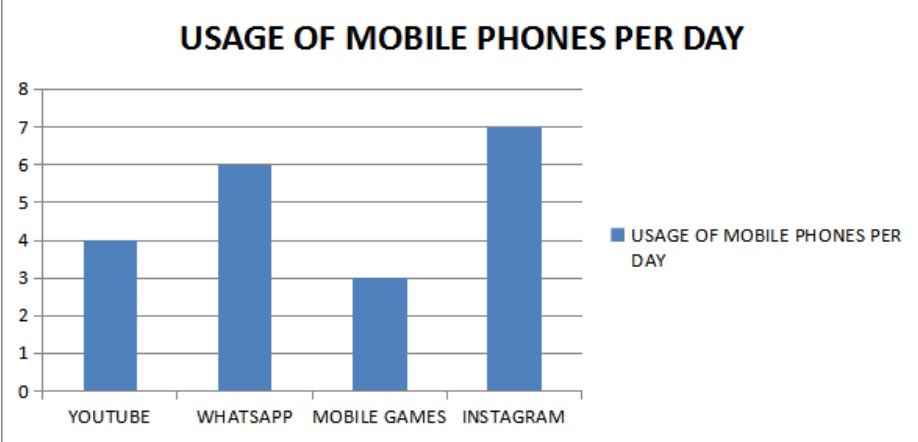 USAGE OF MOBILE PHONES PER DAY
8
7
6
5
4
3
2
1
0
YOUTUBE WHATSAPP MOBILE GAMES INSTAGRAM
USAGE OF MOBILE PHONES PER
DAY